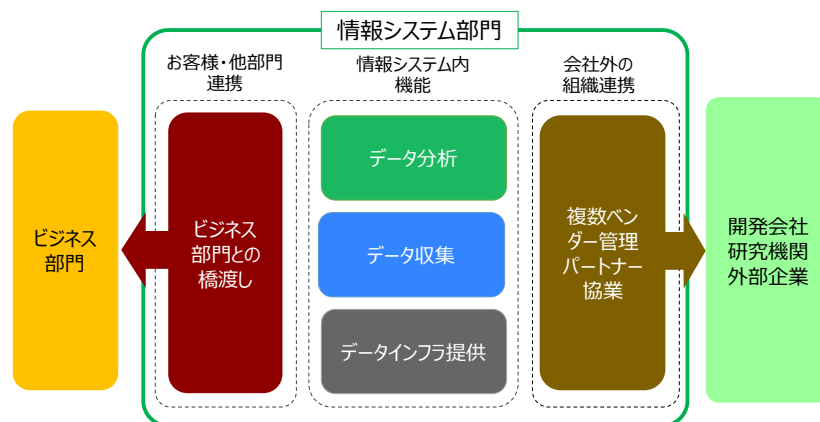 情報システム部門
お客様・他部門
連携
情報システム内
機能
会社外の
組織連携
ビジネス
部門
ビジネス
部門との
橋渡し
データ分析
データ収集
データインフラ提供
複数ベン
ダー管理
パートナー
協業
開発会社
研究機関
外部企業